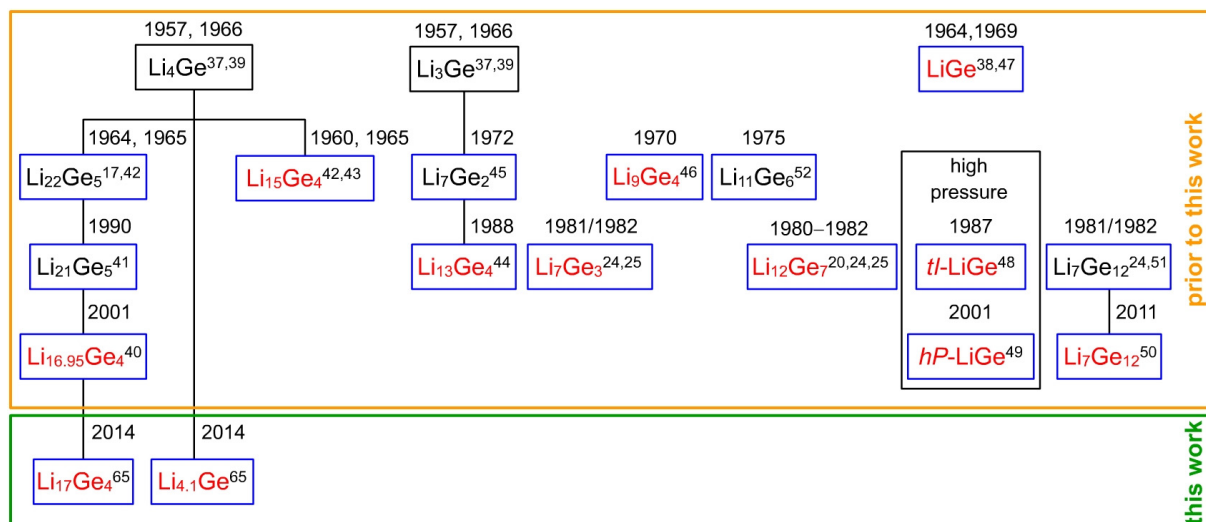 1957, 1966
1957, 1966
1964,1969
Li₄Ge³⁷,³⁹
Li₃Ge³⁷,³⁹
LiGe³⁸,⁴⁷
1964, 1965
1960, 1965
1972
1970
1975
Li₂₂Ge₅¹⁷,⁴²
Li₁₅Ge₄⁴²,⁴³
Li₇Ge₂⁴⁵
Li₉Ge₄⁴⁶
Li₁₁Ge₆⁵²
high
pressure
1990
1988
1981/1982
1980–1982
1987
1981/1982
Li₂₁Ge₅⁴¹
Li₁₃Ge₄⁴⁴
Li₇Ge₃²⁴,²⁵
Li₁₂Ge₇²⁰,²⁴,²⁵
tI-LiGe⁴⁸
Li₇Ge₁₂²⁴,⁵¹
2001
2001
2011
Li₁₆.₉₅Ge₄⁴⁰
hP-LiGe⁴⁹
Li₇Ge₁₂⁵⁰
prior to this work
2014
2014
Li₁₇Ge₄⁶⁵
Li₄.₁Ge⁶⁵
this work